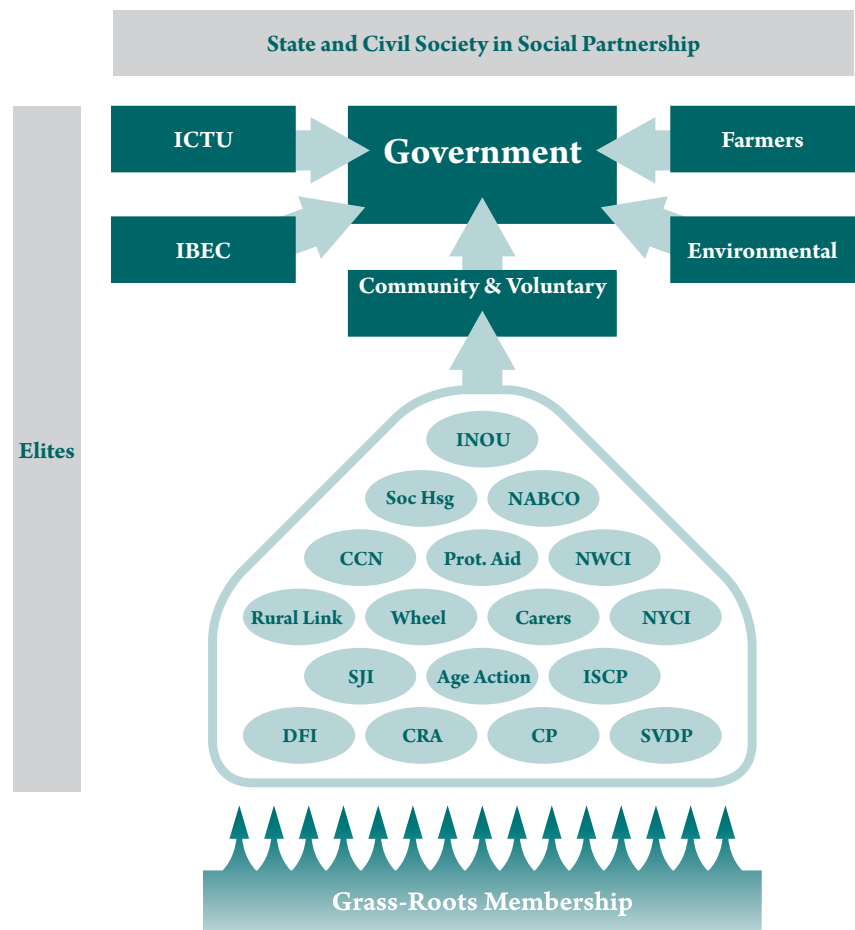 State and Civil Society in Social Partnership
ICTU
Government
Farmers
IBEC
Environmental
Community & Voluntary
Elites
INOU
Soc Hsg
NABCO
CCN
Prot. Aid
NWCI
Rural Link
Wheel
Carers
NYCI
SJI
Age Action
ISCP
DFI
CRA
CP
SVDP
Grass-Roots Membership